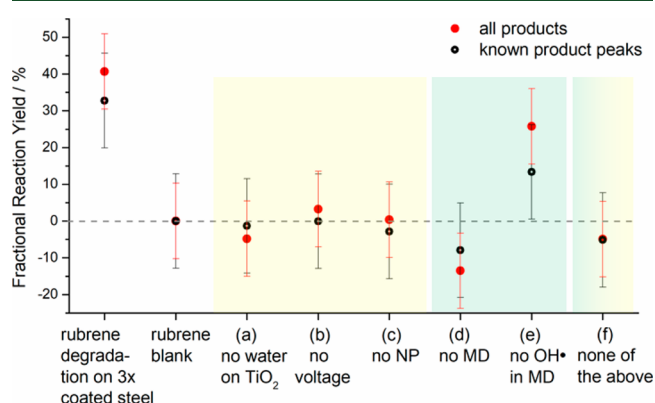 all products
known product peaks
Fractional Reaction Yield / %
50
40
30
20
10
0
-10
-20
rubrene
degrada-
tion on 3x
coated steel
rubrene
blank
(a)
no water
on TiO₂
(b)
no
voltage
(c)
no NP
(d)
no MD
(e)
no OH•
in MD
(f)
none of
the above